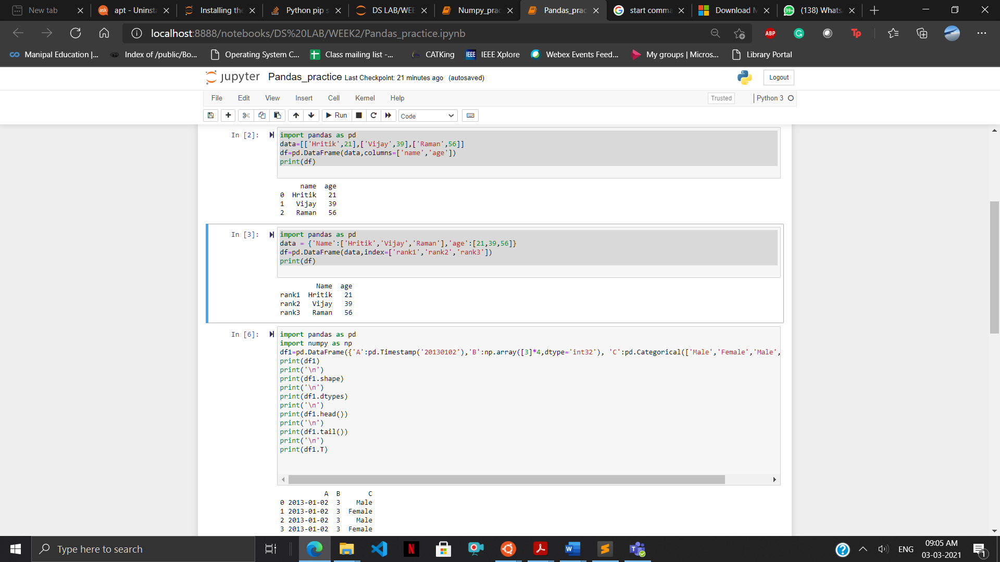 New tab
apt - Uninsta
Installing the
Python pip s
DS LAB/WEE
Numpy_prac
Pandas_prac
start comma
Download M
(138) Whats
localhost:8888/notebooks/DS%20LAB/WEEK2/Pandas_practice.ipynb
Manipal Education |...
Index of /public/Bo...
Operating System C...
Class mailing list -...
CATKing
IEEE Xplore
Webex Events Feed...
My groups | Micros...
Library Portal
jupyter Pandas_practice Last Checkpoint: 21 minutes ago (autosaved)
Logout
File Edit View Insert Cell Kernel Help
Trusted
Python 3
Run
Code
In [2]:
import pandas as pd
data=[['Hritik',21],['Vijay',39],['Raman',56]]
df=pd.DataFrame(data,columns=['name','age'])
print(df)
name age
0 Hritik 21
1 Vijay 39
2 Raman 56
In [3]:
import pandas as pd
data = {'Name':['Hritik','Vijay','Raman'],'age':[21,39,56]}
df=pd.DataFrame(data,index=['rank1','rank2','rank3'])
print(df)
Name age
rank1 Hritik 21
rank2 Vijay 39
rank3 Raman 56
In [6]:
import pandas as pd
import numpy as np
df1=pd.DataFrame({'A':pd.Timestamp('20130102'),'B':np.array([3]*4,dtype='int32'), 'C':pd.Categorical(['Male','Female','Male',
print(df1)
print('\n')
print(df1.shape)
print('\n')
print(df1.dtypes)
print('\n')
print(df1.head())
print('\n')
print(df1.tail())
print('\n')
print(df1.T)
A B C
0 2013-01-02 3 Male
1 2013-01-02 3 Female
2 2013-01-02 3 Male
3 2013-01-02 3 Female
Type here to search
ENG
09:05 AM
03-03-2021
1